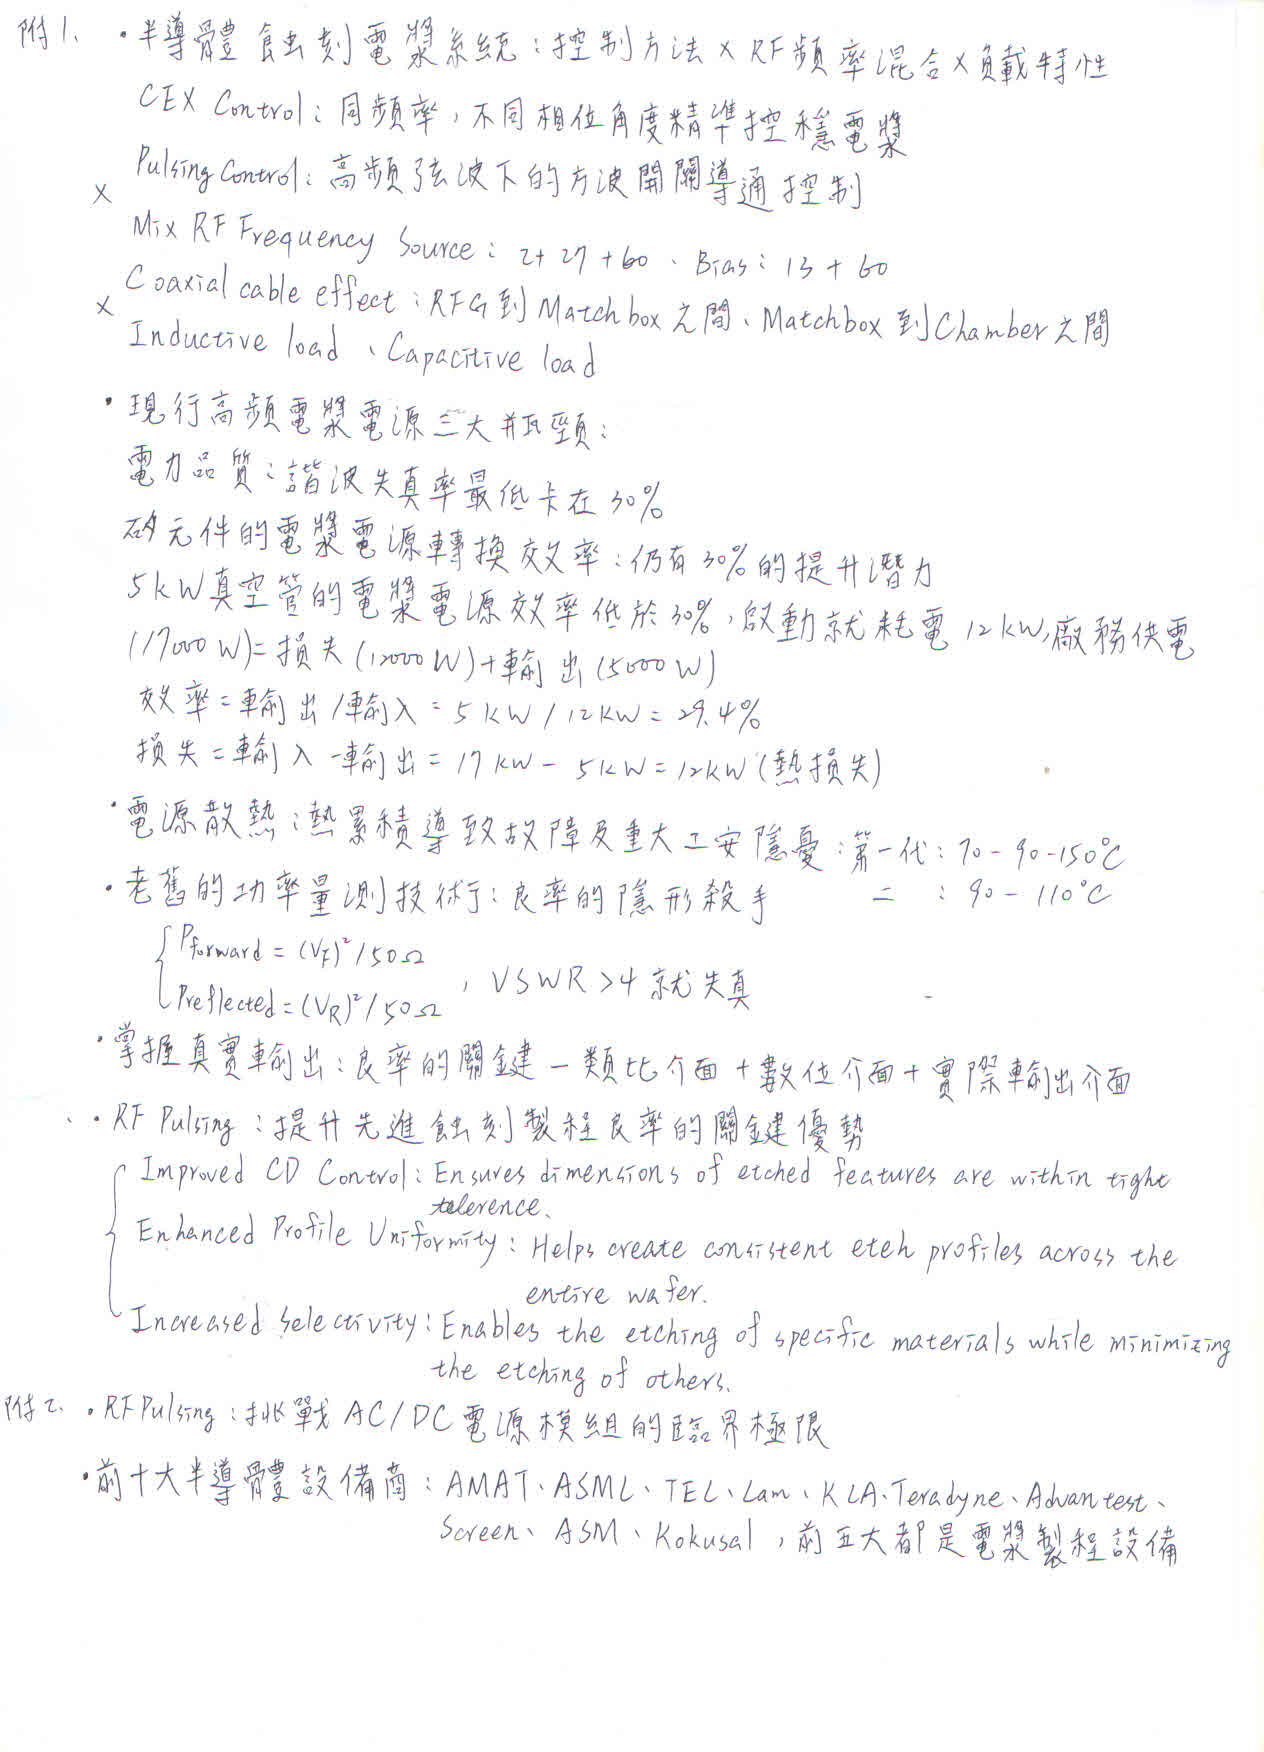 附1、 ・半導體蝕刻電漿系統：控制方法×RF頻率混合×負載特性
CEX Control：同頻率，不同相位角度精準控穩電漿
Pulsing Control：高頻弦波下的方波開關導通控制
×
Mix RF Frequency Source：2+27+60、Bias：13+60
Coaxial cable effect：RFG到Matchbox之間、Matchbox到Chamber之間
×
Inductive load、Capacitive load
・現行高頻電漿電源三大瓶頸：
電力品質：諧波失真率最低卡在30%
矽元件的電漿電源轉換效率：仍有30%的提升潛力
5kW真空管的電漿電源效率低於30%，啟動就耗電12kW，廠務供電
(17000W)=損失(12000W)+輸出(5000W)
效率=輸出/輸入=5kW/12kW=29.4%
損失=輸入-輸出=17kW-5kW=12kW(熱損失)
・電源散熱：熱累積導致故障及重大工安隱憂：第一代：70-90-150℃
・老舊的功率量測技術：良率的隱形殺手 二：90-110℃
Pforward=(VF)²/50Ω
Preflected=(VR)²/50Ω，VSWR>4就失真
・掌握真實輸出：良率的關鍵－類比介面+數位介面+實際輸出介面
、・RF Pulsing：提升先進蝕刻製程良率的關鍵優勢
Improved CD Control：Ensures dimensions of etched features are within tight
tolerence.
Enhanced Profile Uniformity：Helps create consistent etch profiles across the
entire wafer.
Increased Selectivity：Enables the etching of specific materials while minimizing
the etching of others.
附2、・RF Pulsing：挑戰AC/DC電源模組的臨界極限
・前十大半導體設備商：AMAT、ASML、TEL、Lam、KLA、Teradyne、Advantest、
Screen、ASM、Kokusai，前五大都是電漿製程設備